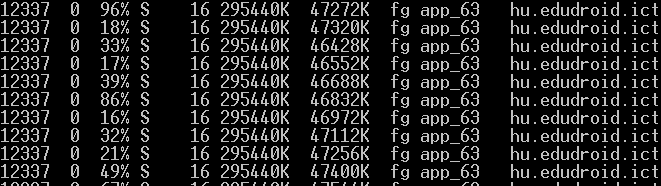 12337 0 96% S 16 295440K 47272K fg app_63 hu.edudroid.ict
12337 0 18% S 16 295440K 47320K fg app_63 hu.edudroid.ict
12337 0 33% S 16 295440K 46428K fg app_63 hu.edudroid.ict
12337 0 17% S 16 295440K 46552K fg app_63 hu.edudroid.ict
12337 0 39% S 16 295440K 46688K fg app_63 hu.edudroid.ict
12337 0 86% S 16 295440K 46832K fg app_63 hu.edudroid.ict
12337 0 16% S 16 295440K 46972K fg app_63 hu.edudroid.ict
12337 0 32% S 16 295440K 47112K fg app_63 hu.edudroid.ict
12337 0 21% S 16 295440K 47256K fg app_63 hu.edudroid.ict
12337 0 49% S 16 295440K 47400K fg app_63 hu.edudroid.ict